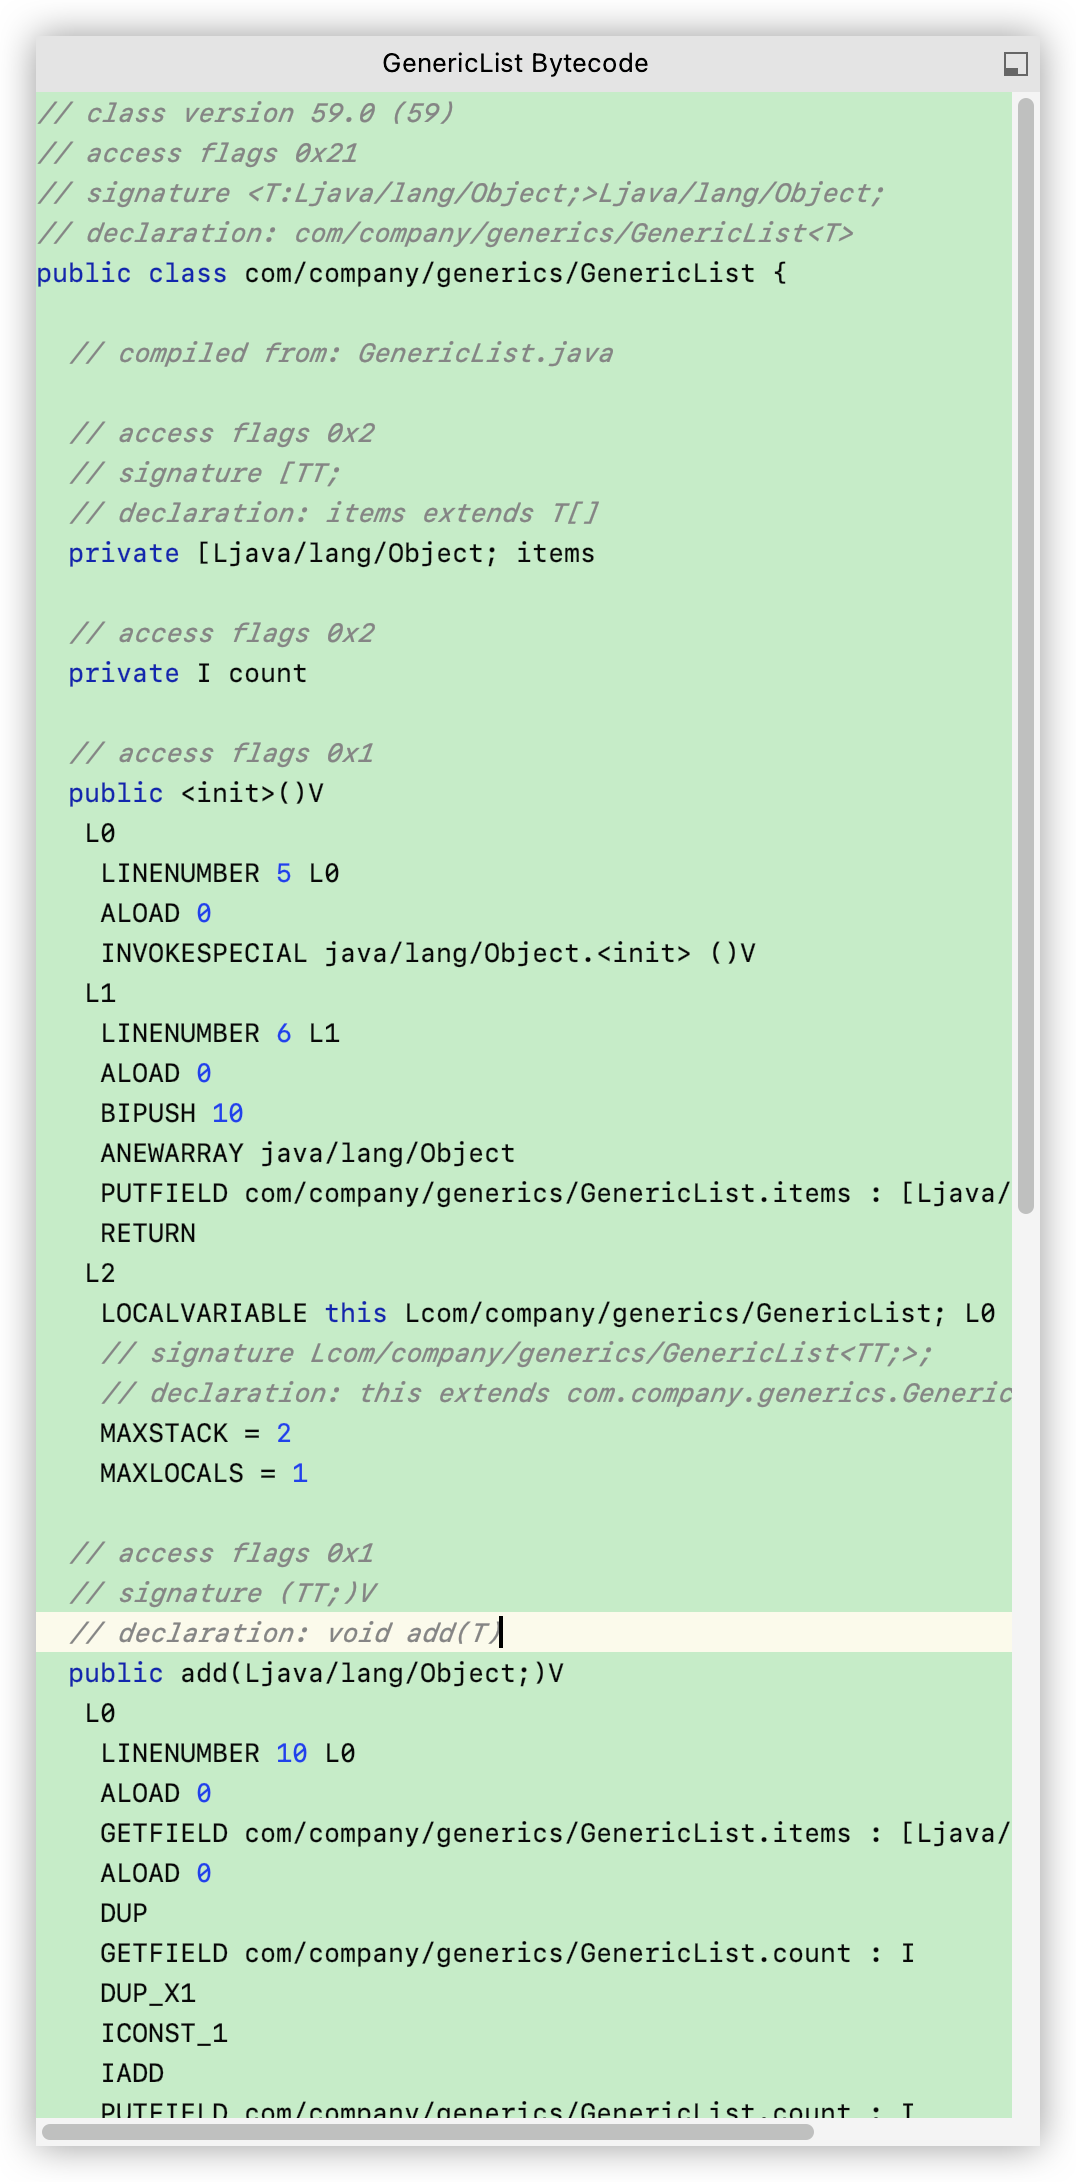 GenericList Bytecode
// class version 59.0 (59)
// access flags 0x21
// signature <T:Ljava/lang/Object;>Ljava/lang/Object;
// declaration: com/company/generics/GenericList<T>
public class com/company/generics/GenericList {
// compiled from: GenericList.java
// access flags 0x2
// signature [TT;
// declaration: items extends T[]
private [Ljava/lang/Object; items
// access flags 0x2
private I count
// access flags 0x1
public <init>()V
L0
LINENUMBER 5 L0
ALOAD 0
INVOKESPECIAL java/lang/Object.<init> ()V
L1
LINENUMBER 6 L1
ALOAD 0
BIPUSH 10
ANEWARRAY java/lang/Object
PUTFIELD com/company/generics/GenericList.items : [Ljava/
RETURN
L2
LOCALVARIABLE this Lcom/company/generics/GenericList; L0
// signature Lcom/company/generics/GenericList<TT;>;
// declaration: this extends com.company.generics.Generic
MAXSTACK = 2
MAXLOCALS = 1
// access flags 0x1
// signature (TT;)V
// declaration: void add(T)
public add(Ljava/lang/Object;)V
L0
LINENUMBER 10 L0
ALOAD 0
GETFIELD com/company/generics/GenericList.items : [Ljava/
ALOAD 0
DUP
GETFIELD com/company/generics/GenericList.count : I
DUP_X1
ICONST_1
IADD
PUTFIELD com/company/generics/GenericList.count : I